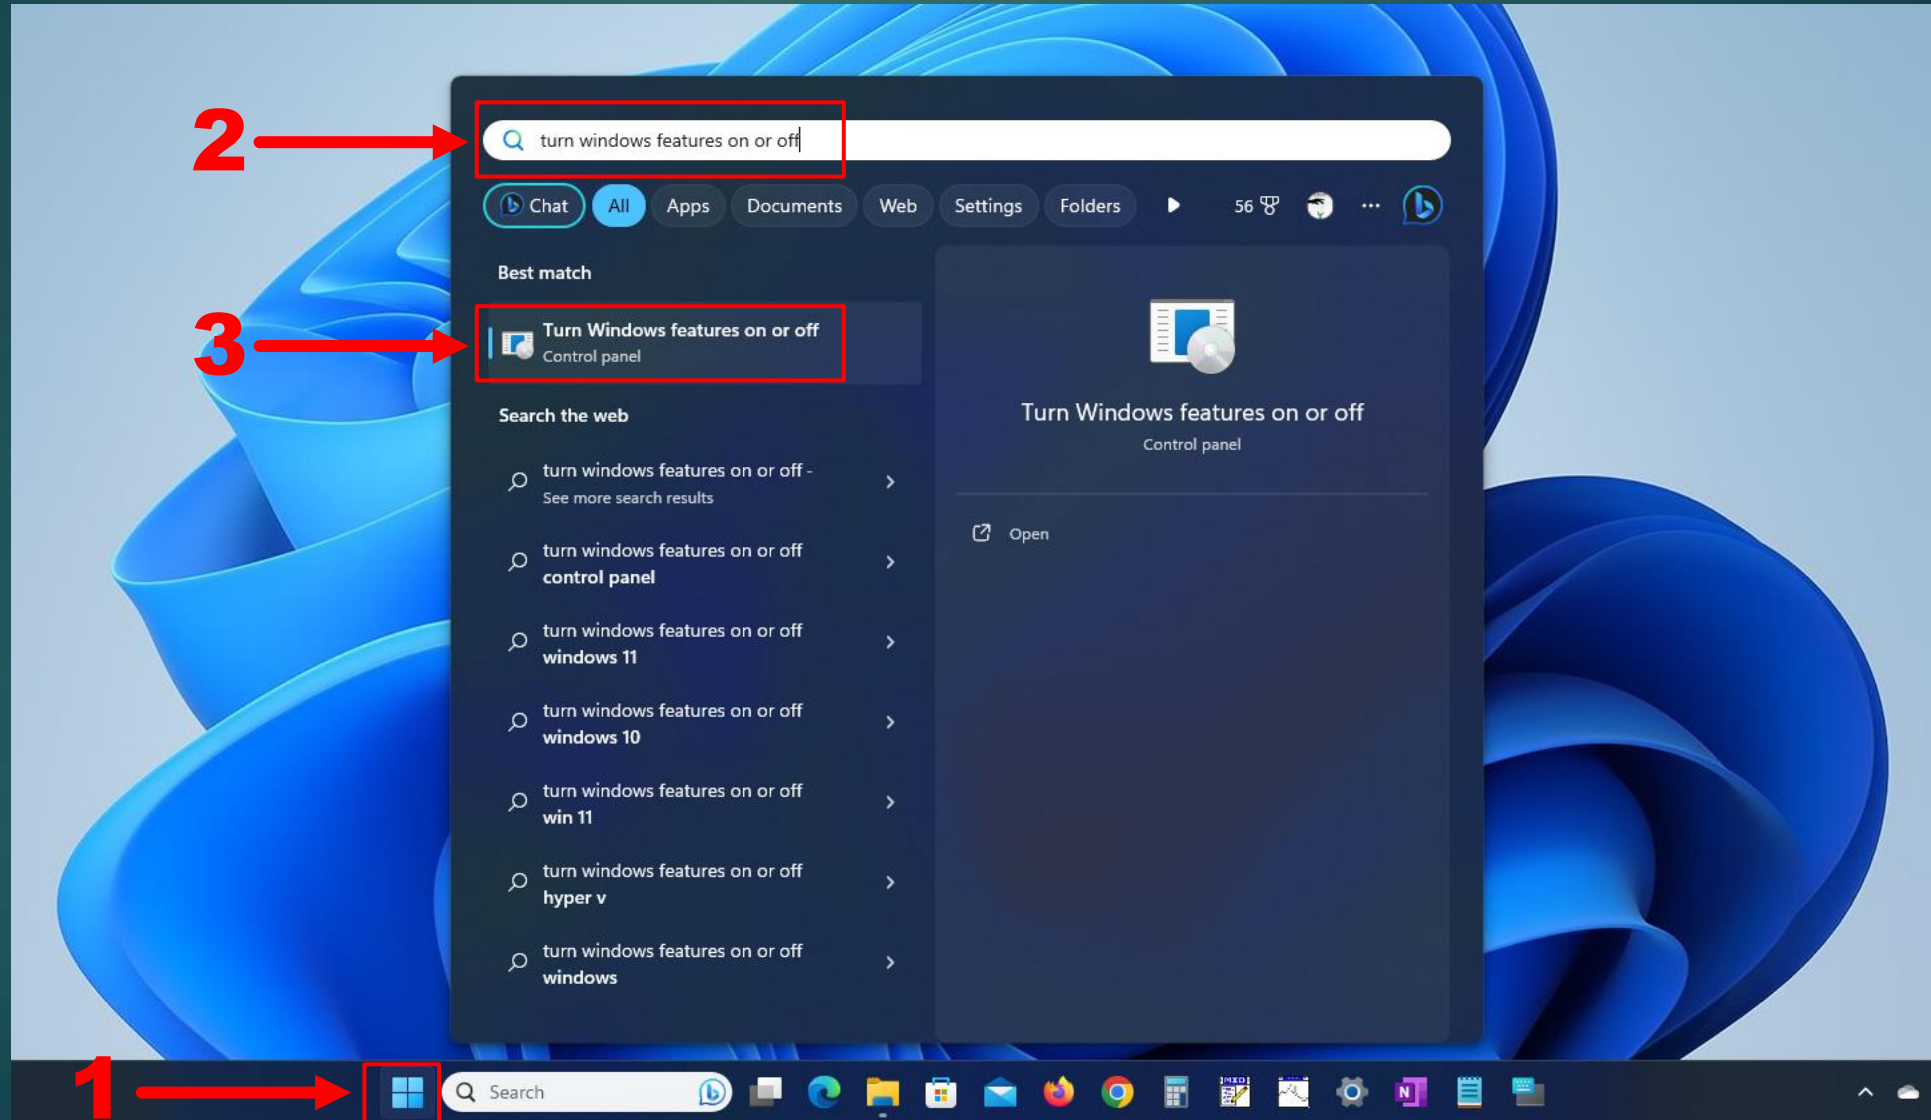 2
turn windows features on or off
Chat All Apps Documents Web Settings Folders 56
Best match
3
Turn Windows features on or off
Control panel
Search the web
turn windows features on or off -
See more search results
turn windows features on or off
control panel
turn windows features on or off
windows 11
turn windows features on or off
windows 10
turn windows features on or off
win 11
turn windows features on or off
hyper v
turn windows features on or off
windows
Turn Windows features on or off
Control panel
Open
1
Search
MIDI
N